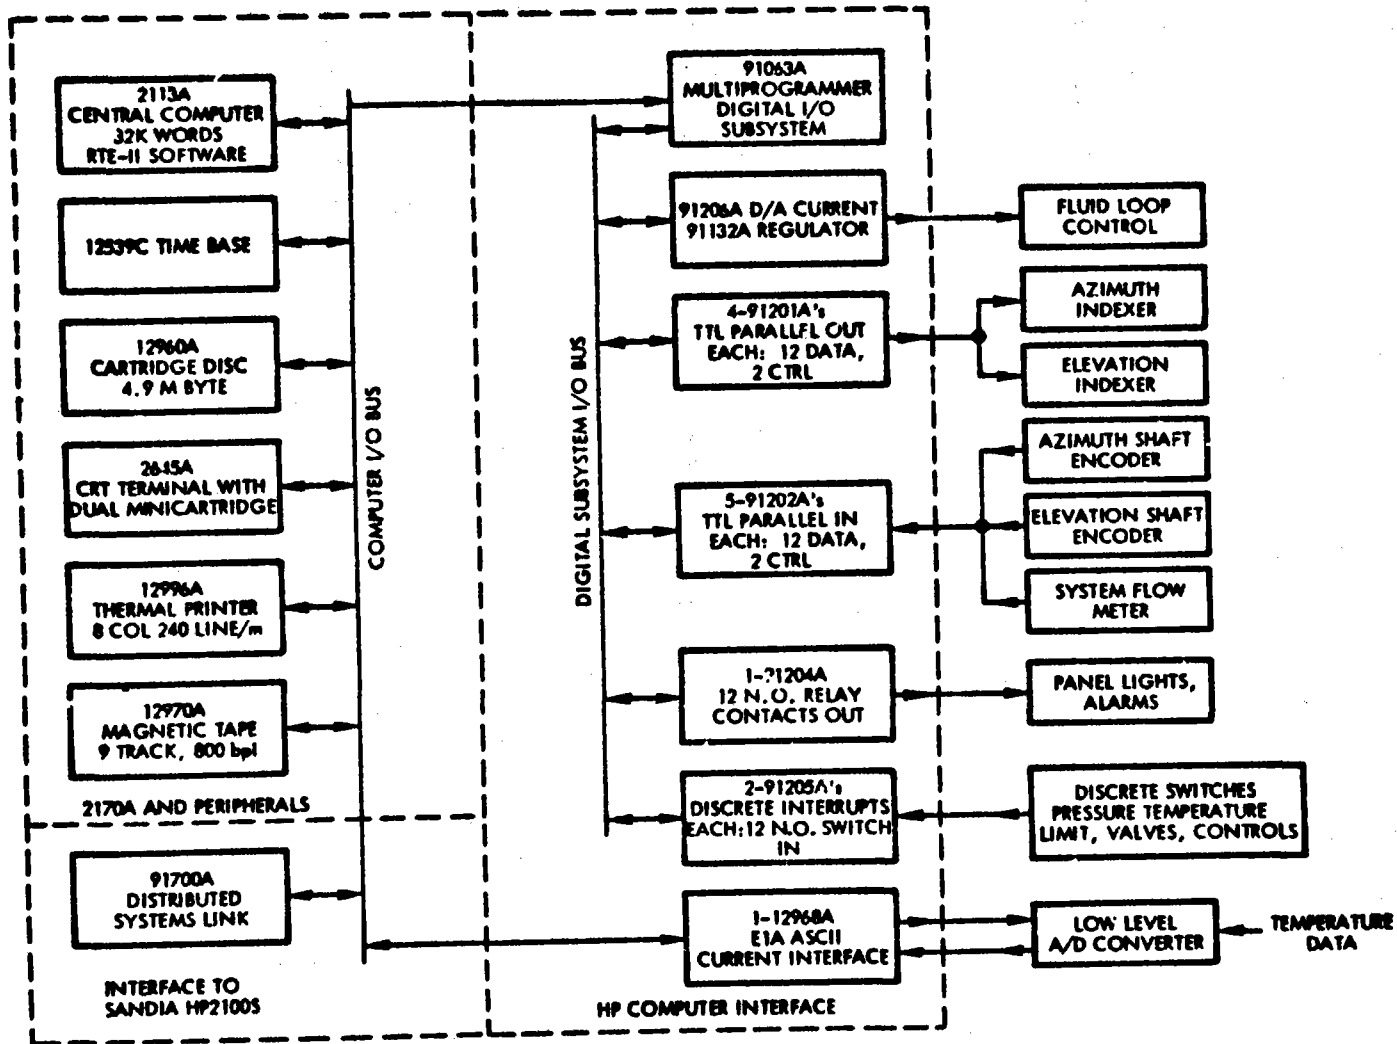 2113A
CENTRAL COMPUTER
32K WORDS
RTE-II SOFTWARE
12539C TIME BASE
12960A
CARTRIDGE DISC
4.9 M BYTE
2645A
CRT TERMINAL WITH
DUAL MINICARTRIDGE
12996A
THERMAL PRINTER
8 COL 240 LINE/m
12970A
MAGNETIC TAPE
9 TRACK, 800 bpi
2170A AND PERIPHERALS
91700A
DISTRIBUTED
SYSTEMS LINK
INTERFACE TO
SANDIA HP2100S
COMPUTER I/O BUS
91063A
MULTIPROGRAMMER
DIGITAL I/O
SUBSYSTEM
DIGITAL SUBSYSTEM I/O BUS
91206A D/A CURRENT
91132A REGULATOR
4-91201A's
TTL PARALLEL OUT
EACH: 12 DATA,
2 CTRL
5-91202A's
TTL PARALLEL IN
EACH: 12 DATA,
2 CTRL
1-91204A
12 N.O. RELAY
CONTACTS OUT
2-91205A's
DISCRETE INTERRUPTS
EACH:12 N.O. SWITCH
IN
1-12968A
E1A ASCII
CURRENT INTERFACE
HP COMPUTER INTERFACE
FLUID LOOP
CONTROL
AZIMUTH
INDEXER
ELEVATION
INDEXER
AZIMUTH SHAFT
ENCODER
ELEVATION SHAFT
ENCODER
SYSTEM FLOW
METER
PANEL LIGHTS,
ALARMS
DISCRETE SWITCHES
PRESSURE TEMPERATURE
LIMIT, VALVES, CONTROLS
LOW LEVEL
A/D CONVERTER
TEMPERATURE
DATA